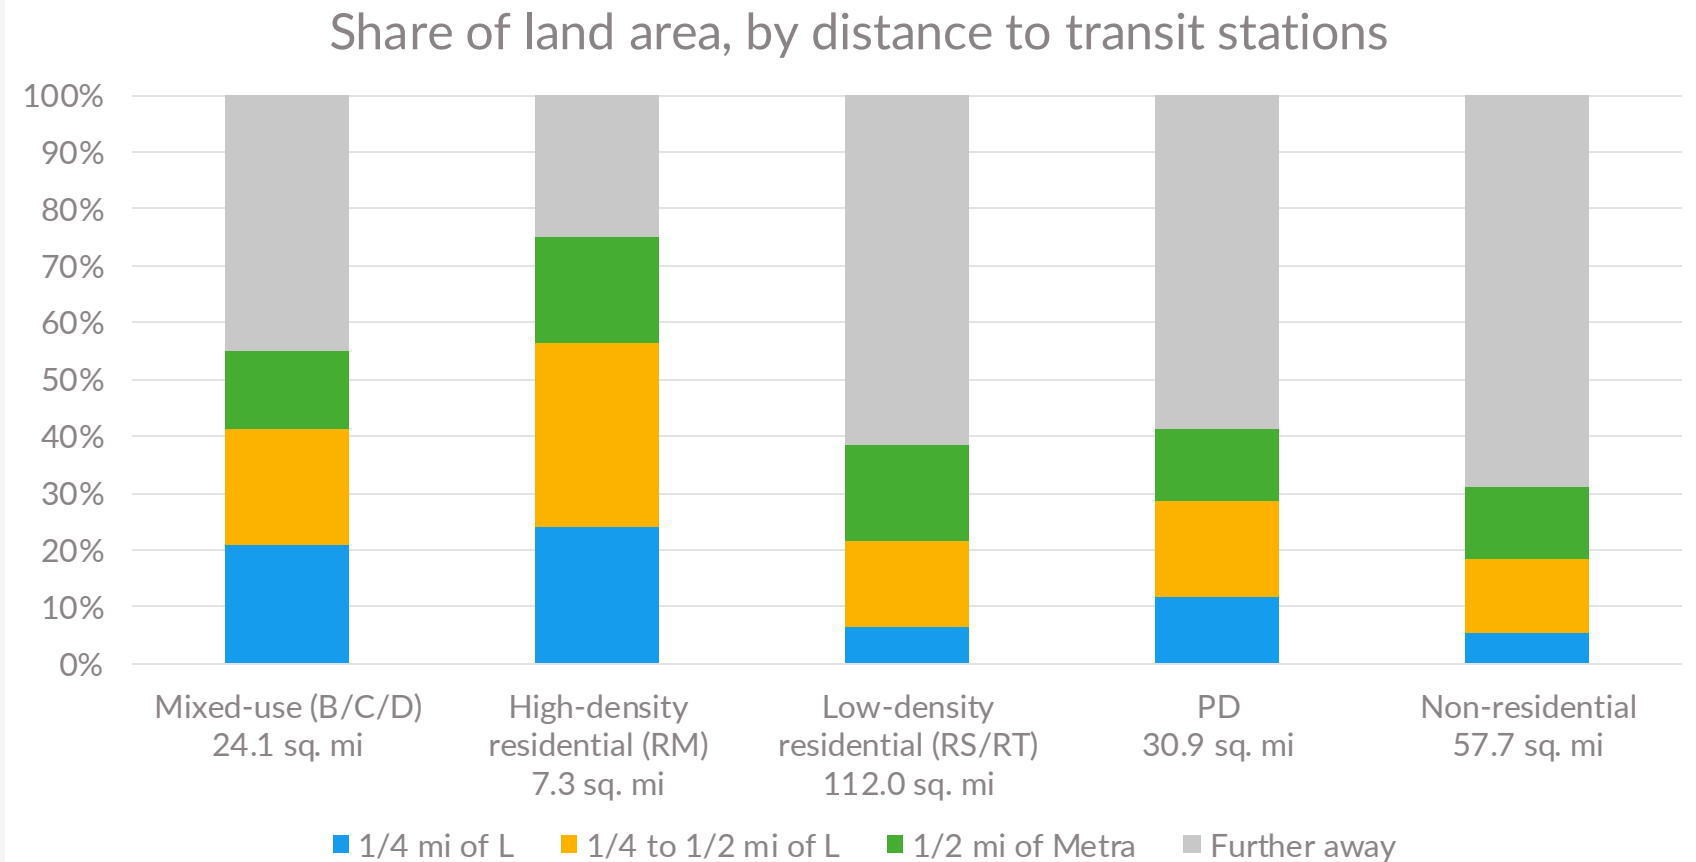 Share of land area, by distance to transit stations
100%
90%
80%
70%
60%
50%
40%
30%
20%
10%
0%
Mixed-use (B/C/D)
24.1 sq. mi
High-density
residential (RM)
7.3 sq. mi
Low-density
residential (RS/RT)
112.0 sq. mi
PD
30.9 sq. mi
Non-residential
57.7 sq. mi
1/4 mi of L
1/4 to 1/2 mi of L
1/2 mi of Metra
Further away